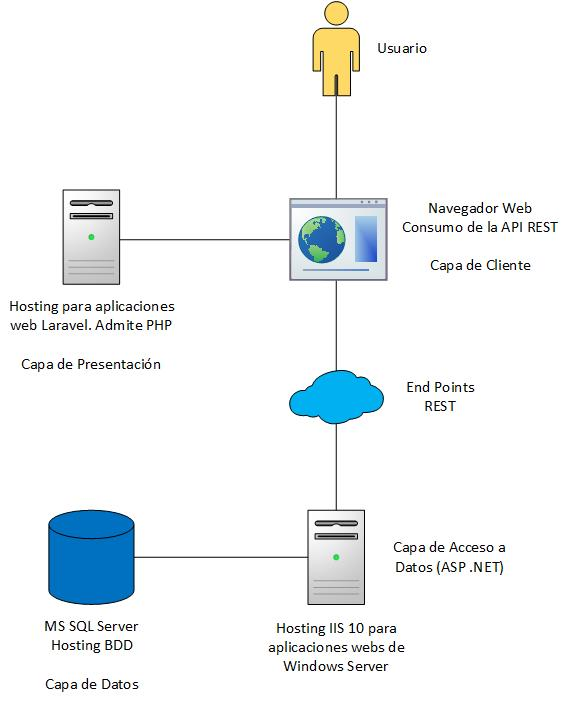 Usuario
Navegador Web
Consumo de la API REST
Capa de Cliente
Hosting para aplicaciones
web Laravel. Admite PHP
Capa de Presentación
End Points
REST
Capa de Acceso a
Datos (ASP .NET)
MS SQL Server
Hosting BDD
Capa de Datos
Hosting IIS 10 para
aplicaciones webs de
Windows Server